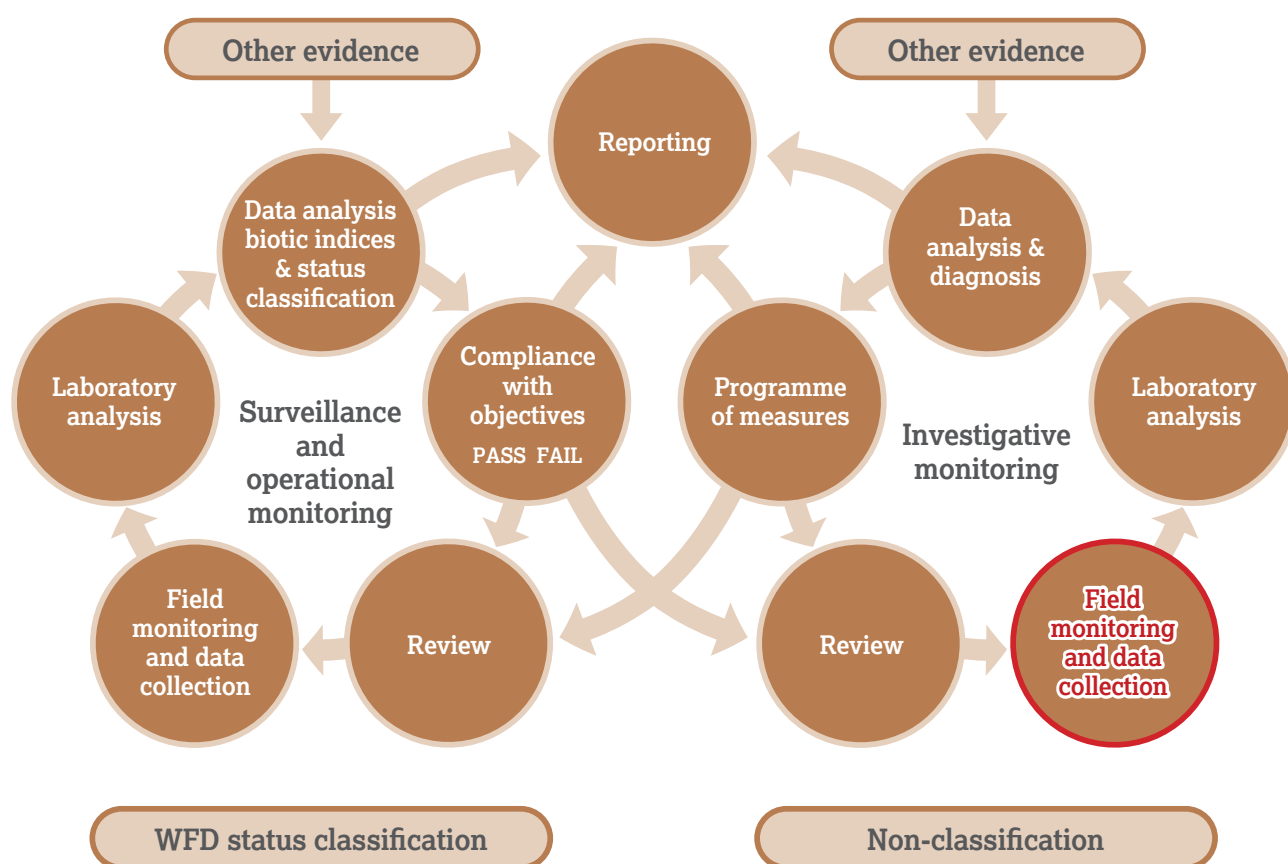 Other evidence
Other evidence
Reporting
Data analysis
biotic indices
& status
classification
Data
analysis &
diagnosis
Laboratory
analysis
Surveillance
and
operational
monitoring
Compliance
with
objectives
PASS FAIL
Programme
of measures
Investigative
monitoring
Laboratory
analysis
Field
monitoring
and data
collection
Review
Review
Field
monitoring
and data
collection
WFD status classification
Non-classification